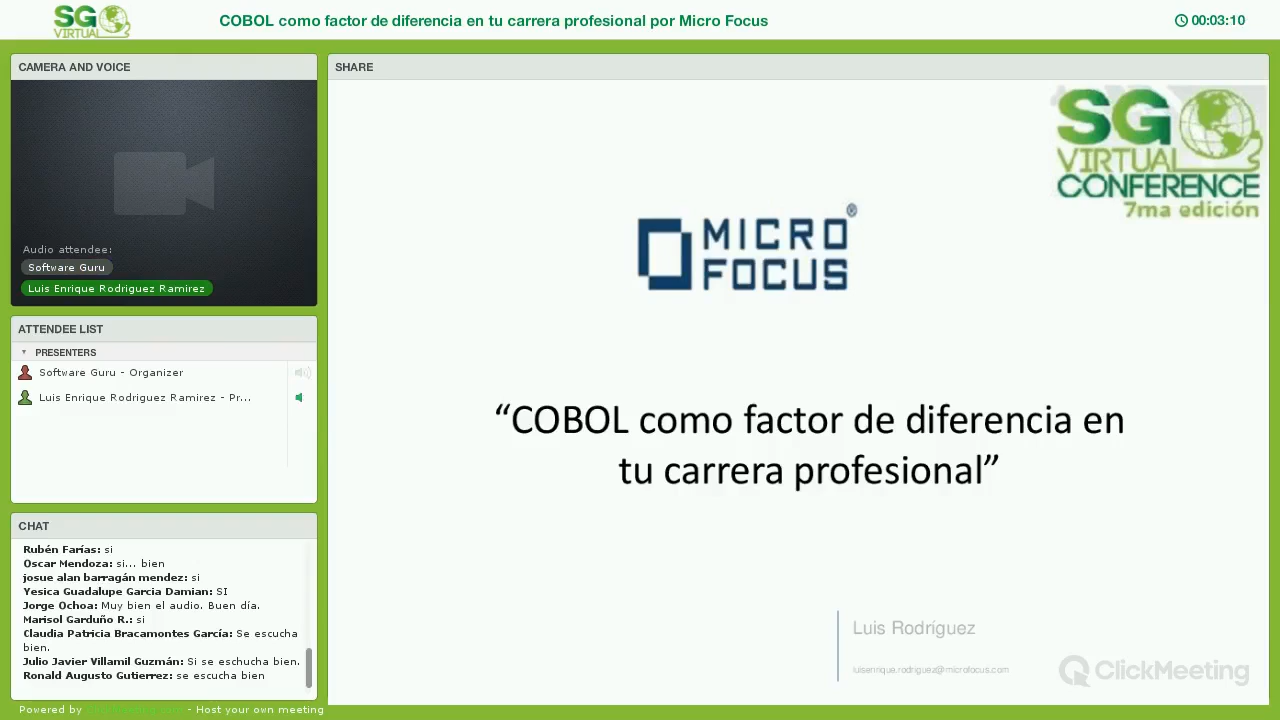 SG
VIRTUAL
COBOL como factor de diferencia en tu carrera profesional por Micro Focus
00:03:10
CAMERA AND VOICE
Audio attendee:
Software Guru
Luis Enrique Rodriguez Ramirez
ATTENDEE LIST
PRESENTERS
Software Guru - Organizer
Luis Enrique Rodriguez Ramirez - Pr...
CHAT
Rubén Farías: si
Oscar Mendoza: si... bien
josue alan barragán mendez: si
Yesica Guadalupe Garcia Damian: SI
Jorge Ochoa: Muy bien el audio. Buen día.
Marisol Garduño R.: si
Claudia Patricia Bracamontes García: Se escucha
bien.
Julio Javier Villamil Guzmán: Si se eschucha bien.
Ronald Augusto Gutierrez: sp escucha bien
Powered by ClickMeeting.com - Host your own meeting
SHARE
SG
VIRTUAL
CONFERENCE
7ma edición
MICRO
FOCUS
®
“COBOL como factor de diferencia en
tu carrera profesional”
Luis Rodríguez
luisenrique.rodriguez@microfocus.com
ClickMeeting